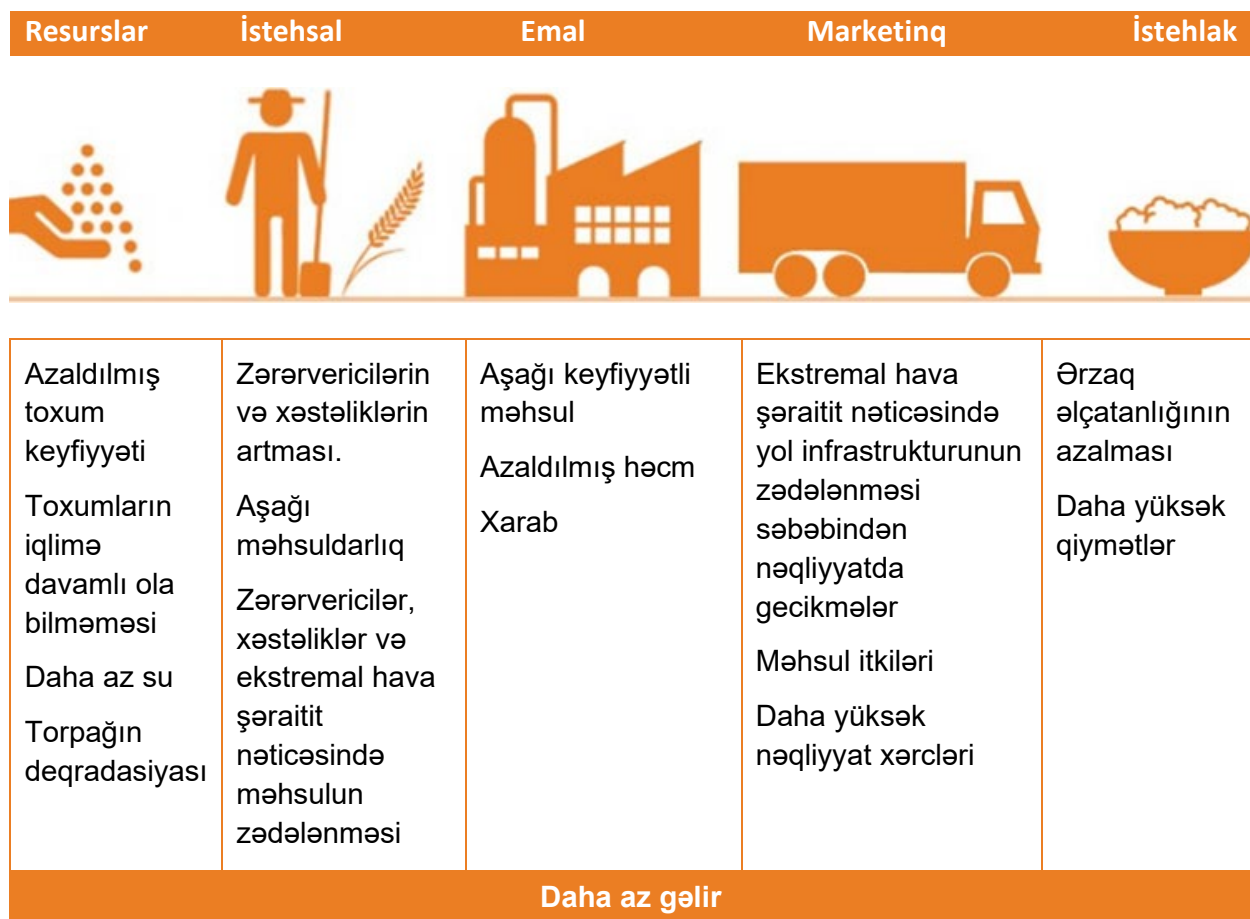 Resurslar İstehsal Emal Marketinq İstehlak
Azaldılmış
toxum
keyfiyyəti
Toxumların
iqlimə
davamlı ola
bilməməsi
Daha az su
Torpağın
deqradasiyası
Zərərvericilərin
və xəstəliklərin
artması.
Aşağı
məhsuldarlıq
Zərərvericilər,
xəstəliklər və
ekstremal hava
şəraitit
nəticəsində
məhsulun
zədələnməsi
Aşağı keyfiyyətli
məhsul
Azaldılmış həcm
Xarab
Ekstremal hava
şəraitit nəticəsində
yol infrastrukturunun
zədələnməsi
səbəbindən
nəqliyyatda
gecikmələr
Məhsul itkiləri
Daha yüksək
nəqliyyat xərcləri
Ərzaq
əlçatanlığının
azalması
Daha yüksək
qiymətlər
Daha az gəlir